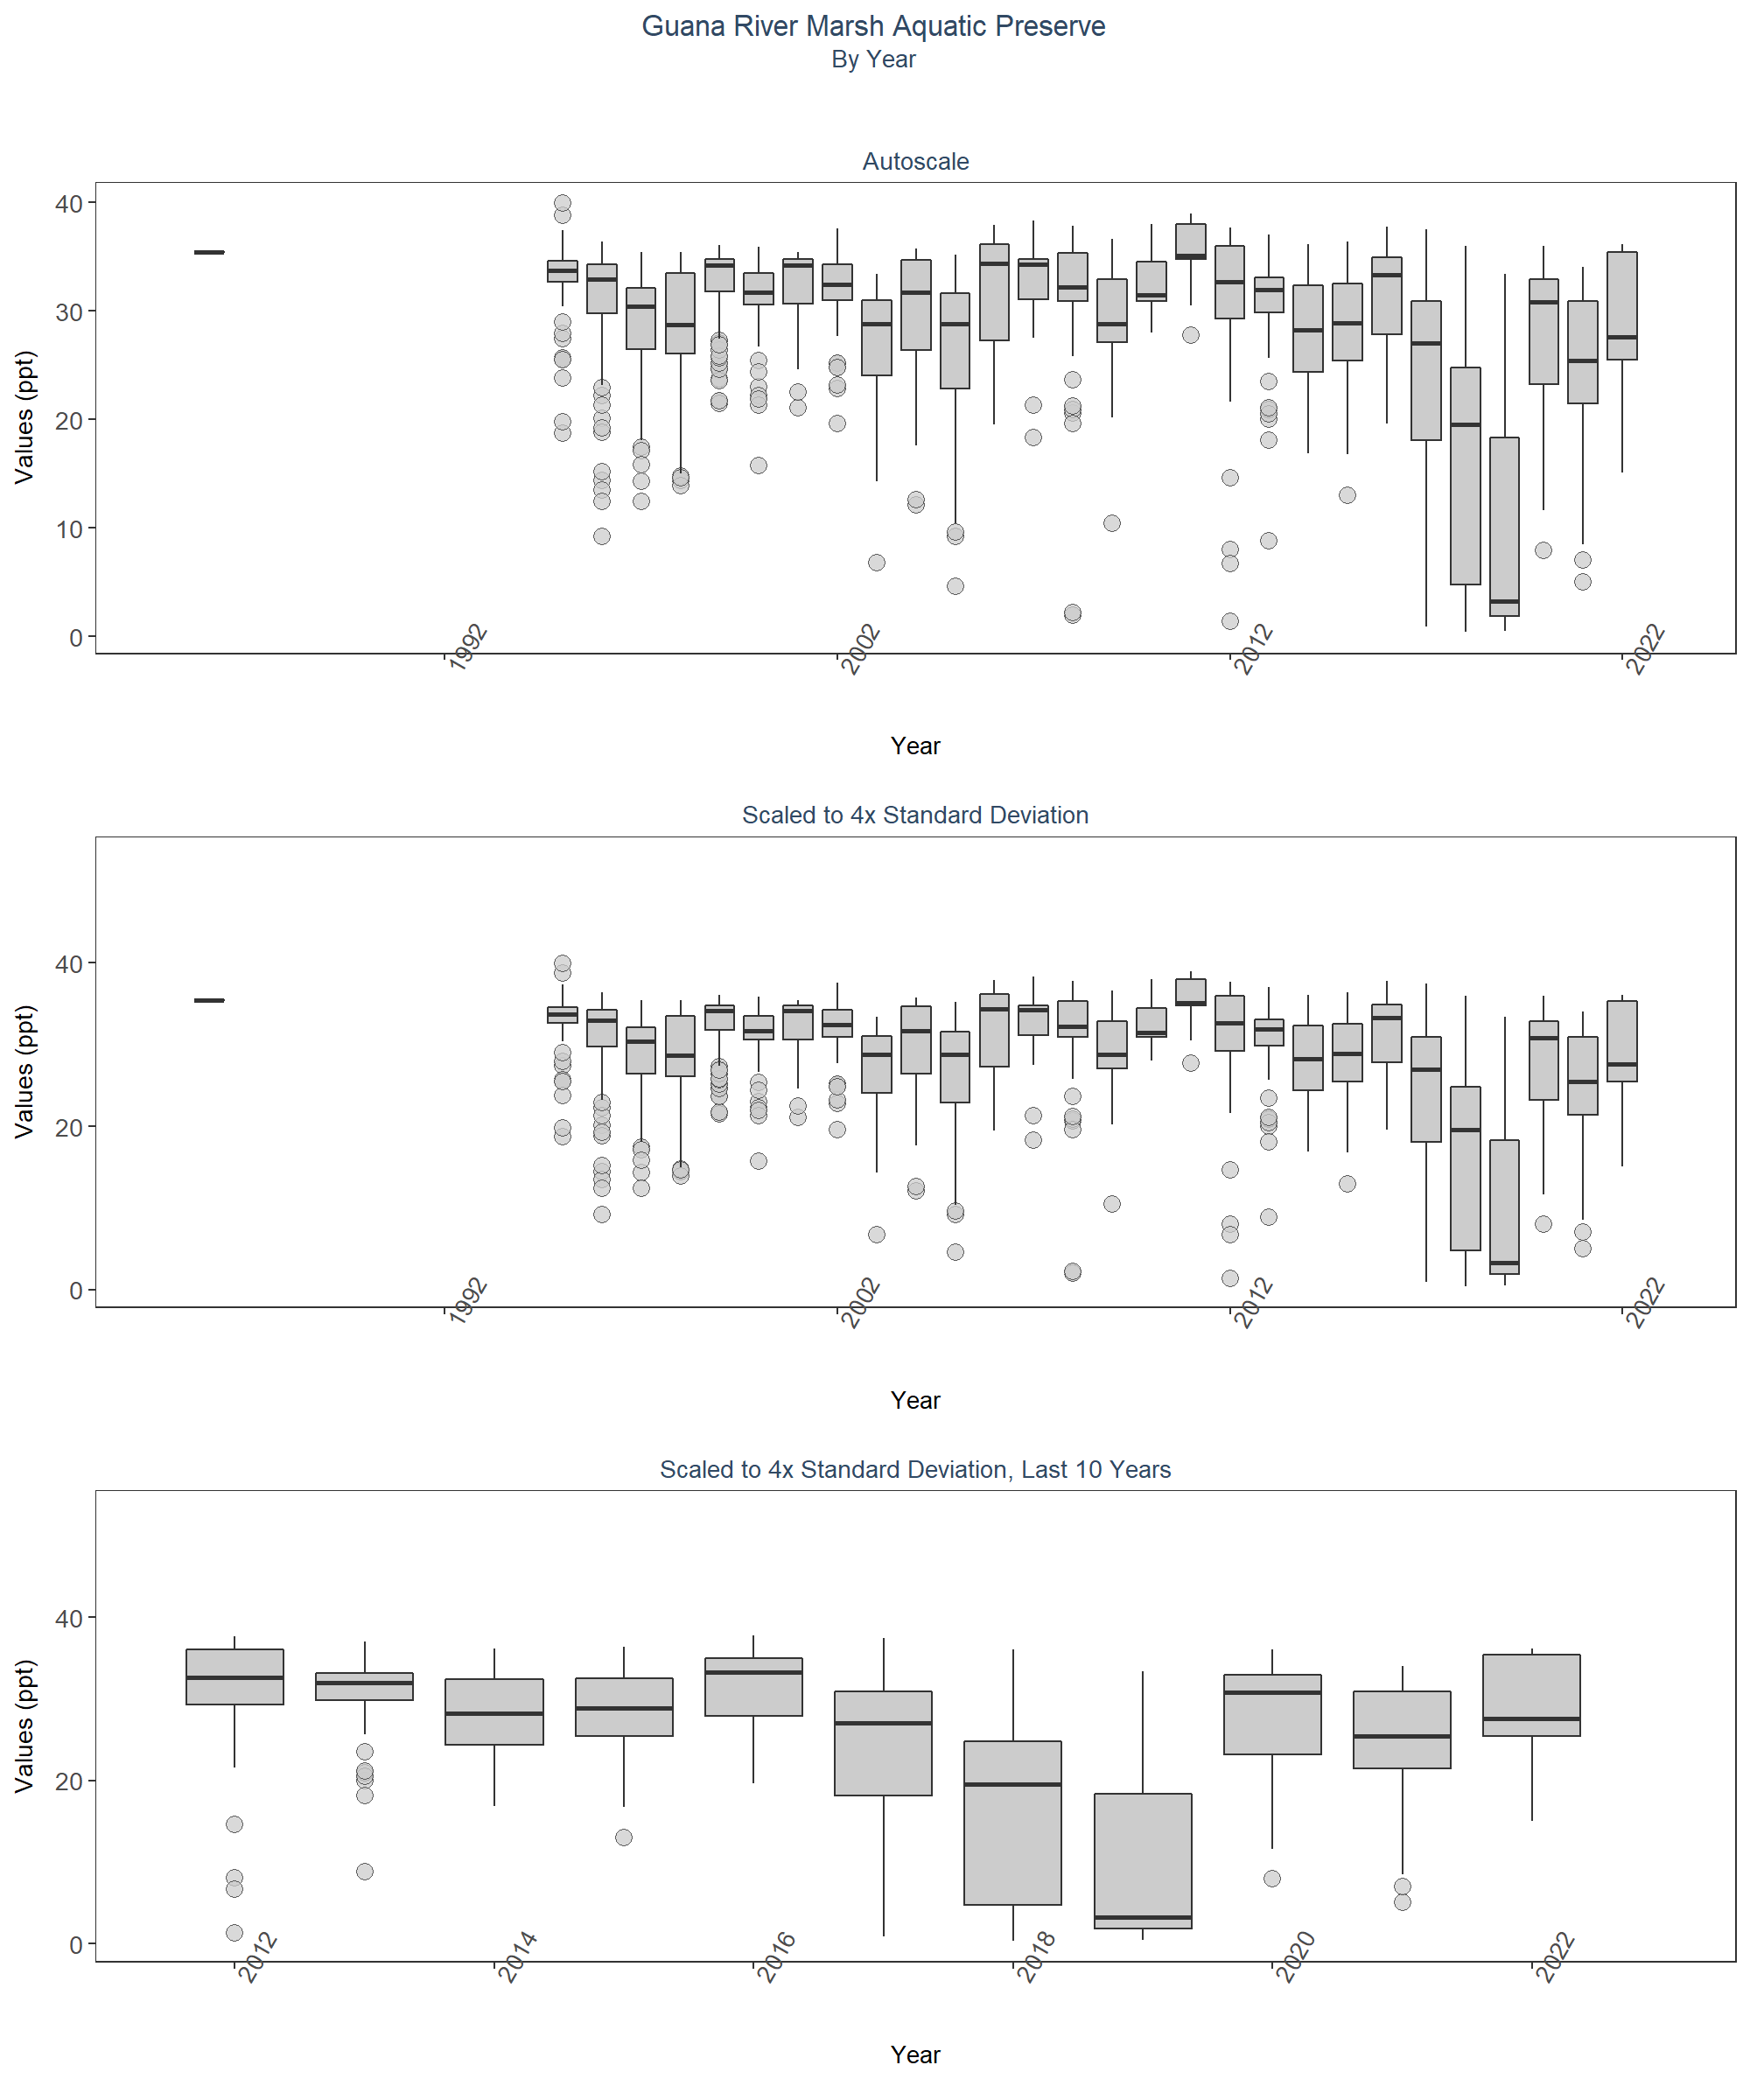 Guana River Marsh Aquatic Preserve
By Year
Autoscale
Values (ppt)
40
30
20
10
0
1992
2002
2012
2022
Year
Scaled to 4x Standard Deviation
Values (ppt)
40
20
0
1992
2002
2012
2022
Year
Scaled to 4x Standard Deviation, Last 10 Years
Values (ppt)
40
20
0
2012
2014
2016
2018
2020
2022
Year